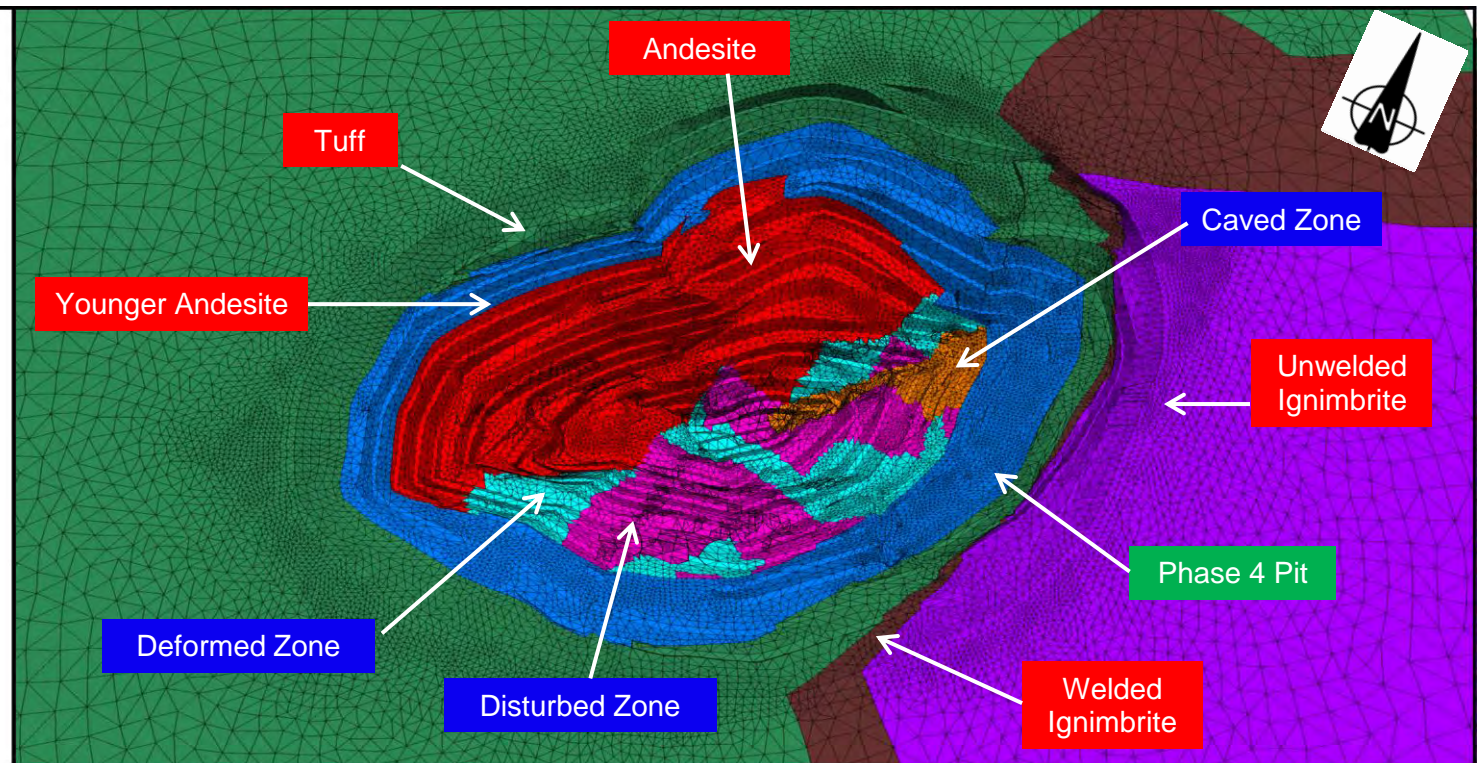 Andesite
Tuff
Caved Zone
Younger Andesite
Unwelded
Ignimbrite
Phase 4 Pit
Deformed Zone
Disturbed Zone
Welded
Ignimbrite
N